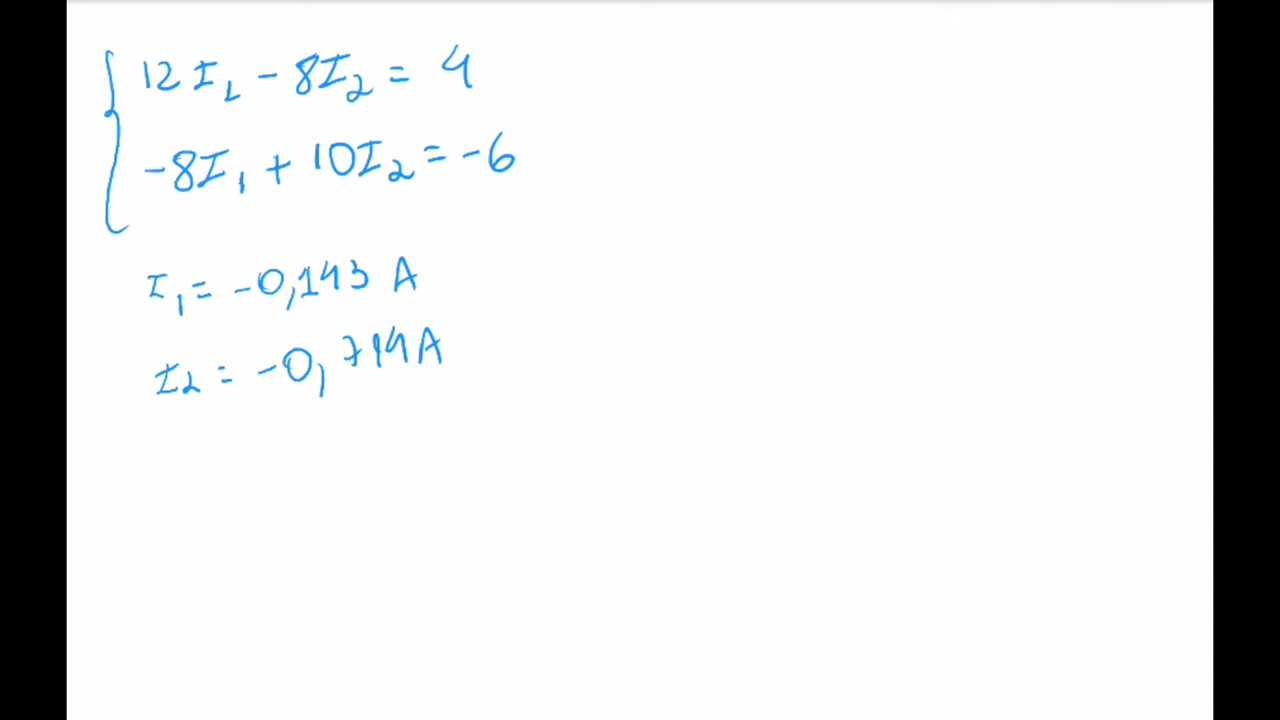 12I₁ - 8I₂ = 4
-8I₁ + 10I₂ = -6
I₁ = -0,143 A
I₂ = -0,714A